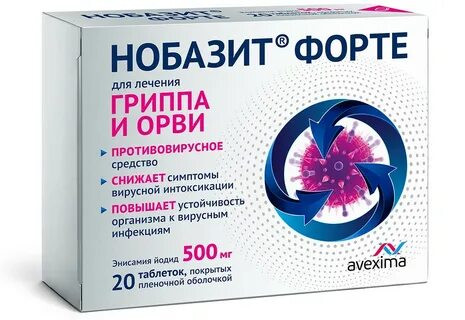 НОБАЗИТ® ФОРТЕ
для лечения
ГРИППА
И ОРВИ
ПРОТИВОВИРУСНОЕ
средство
СНИЖАЕТ симптомы
вирусной интоксикации
ПОВЫШАЕТ устойчивость
организма к вирусным
инфекциям
Энисамия йодид 500 мг
20 таблеток, покрытых
пленочной оболочкой
avexima